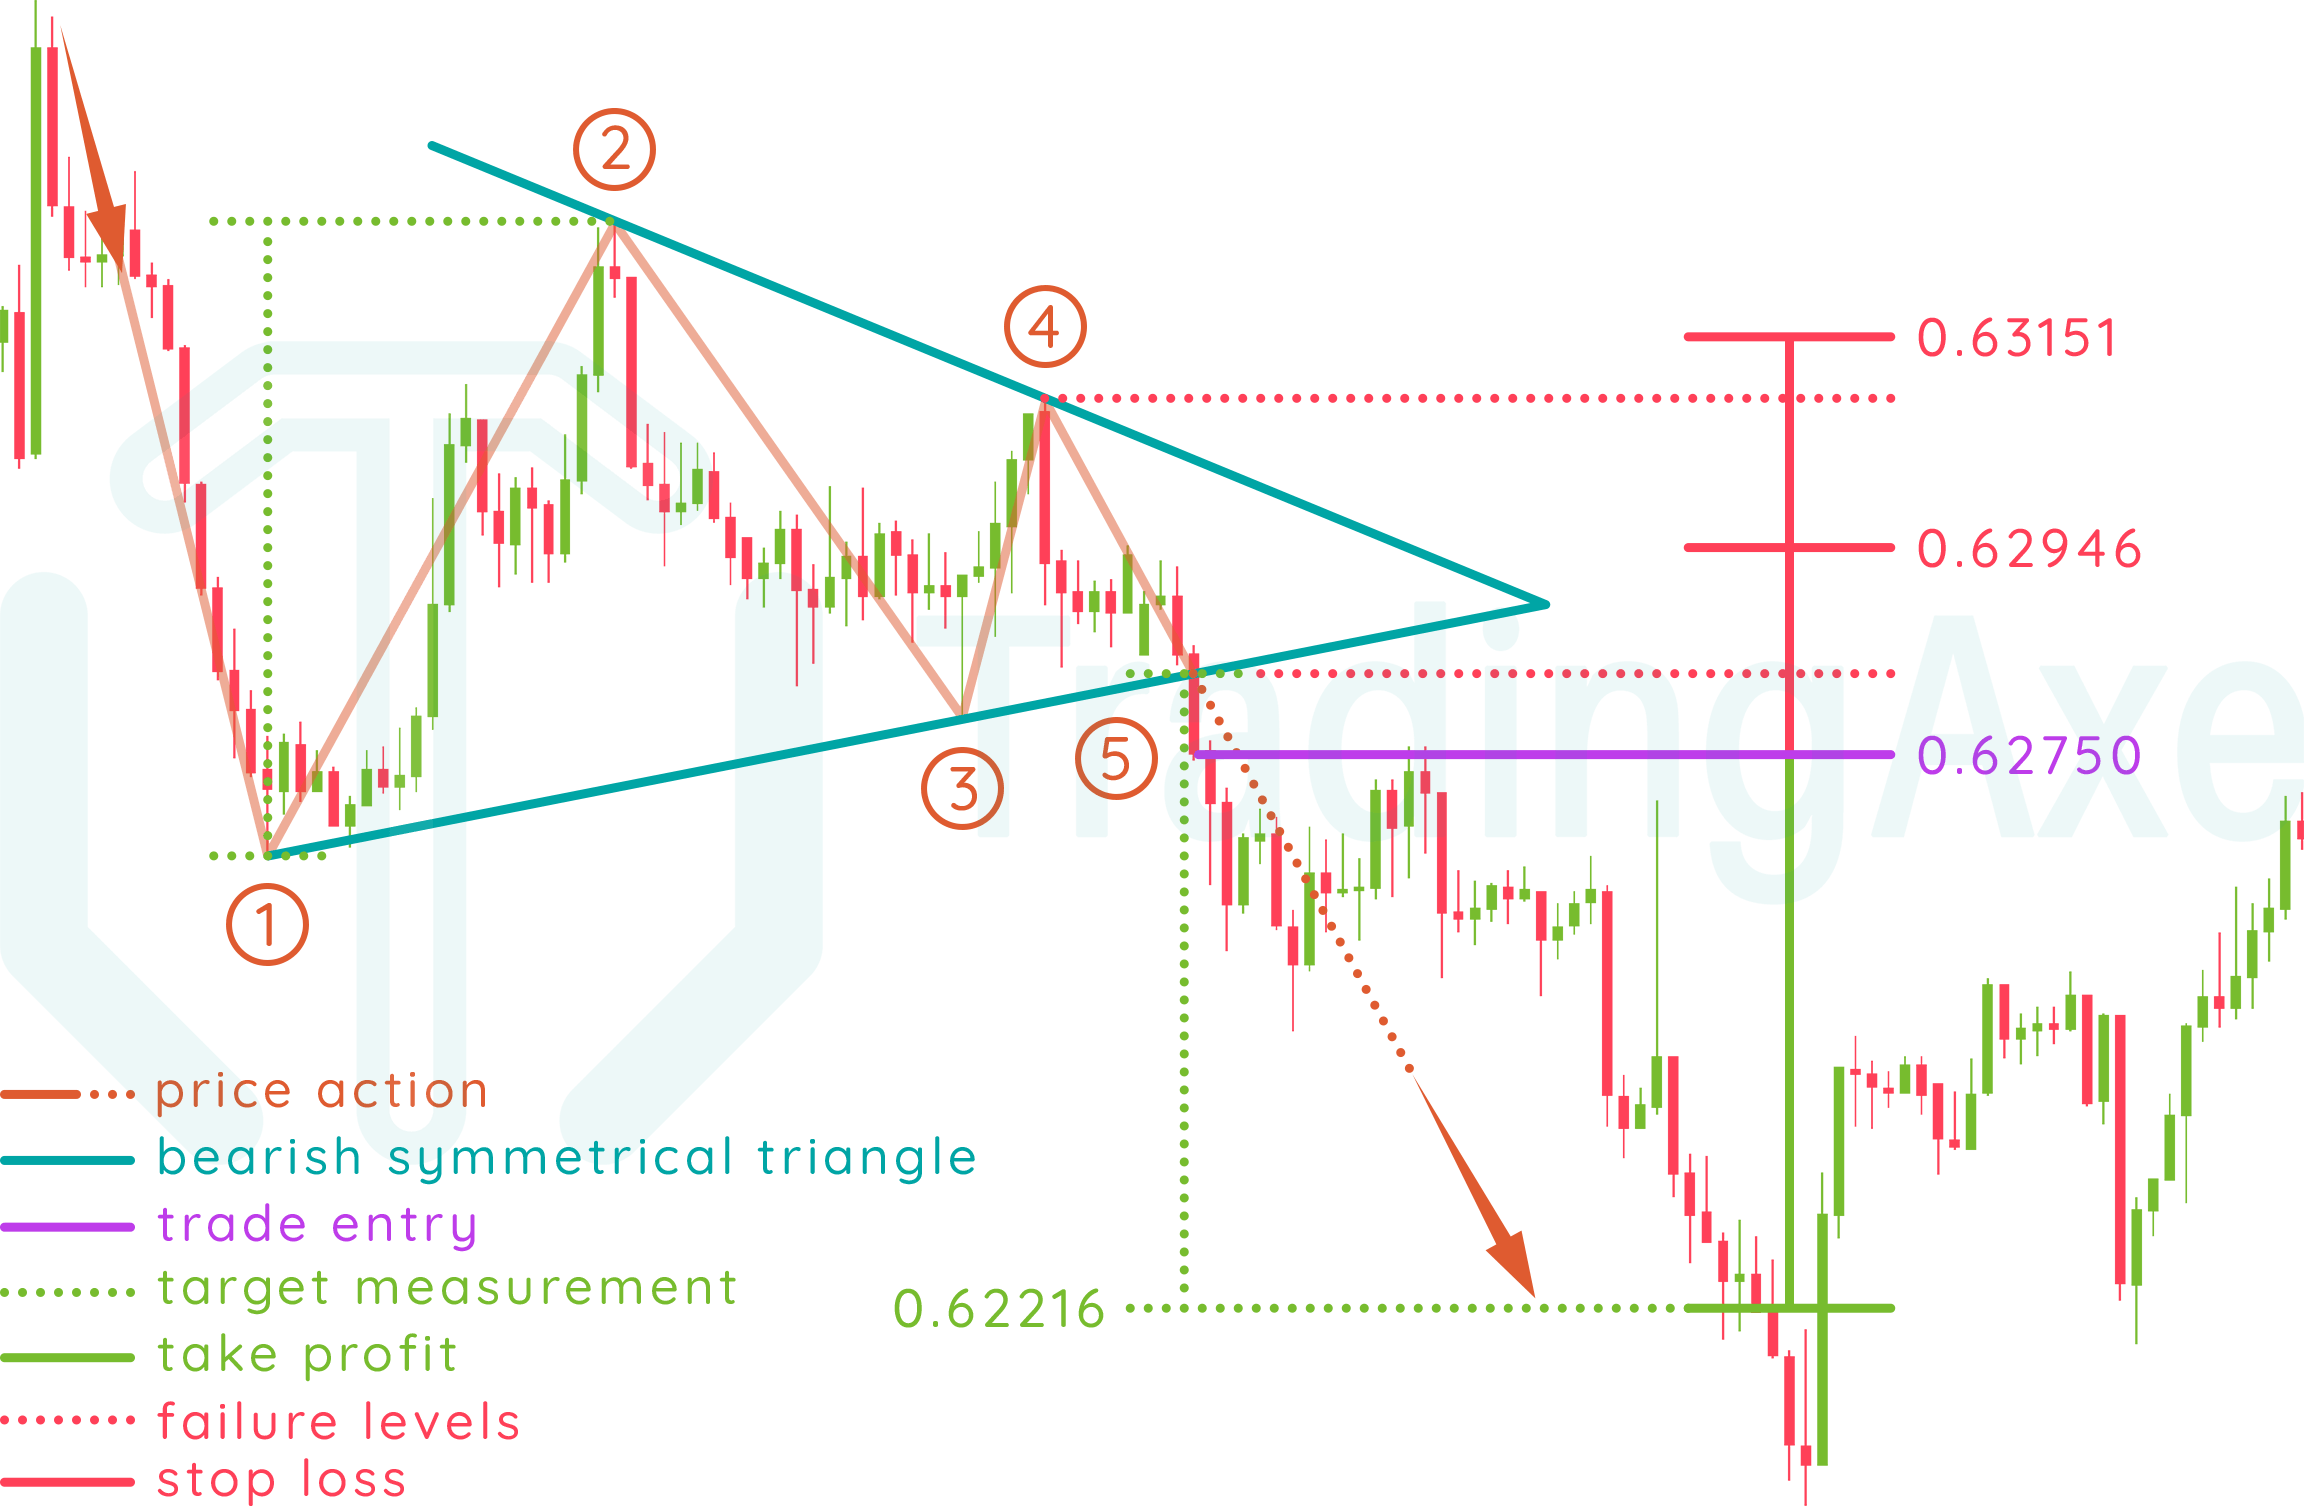 2
4
0.63151
0.62946
TradingAxe
0.62750
5
3
1
0.62216
price action
bearish symmetrical triangle
trade entry
target measurement
take profit
failure levels
stop loss